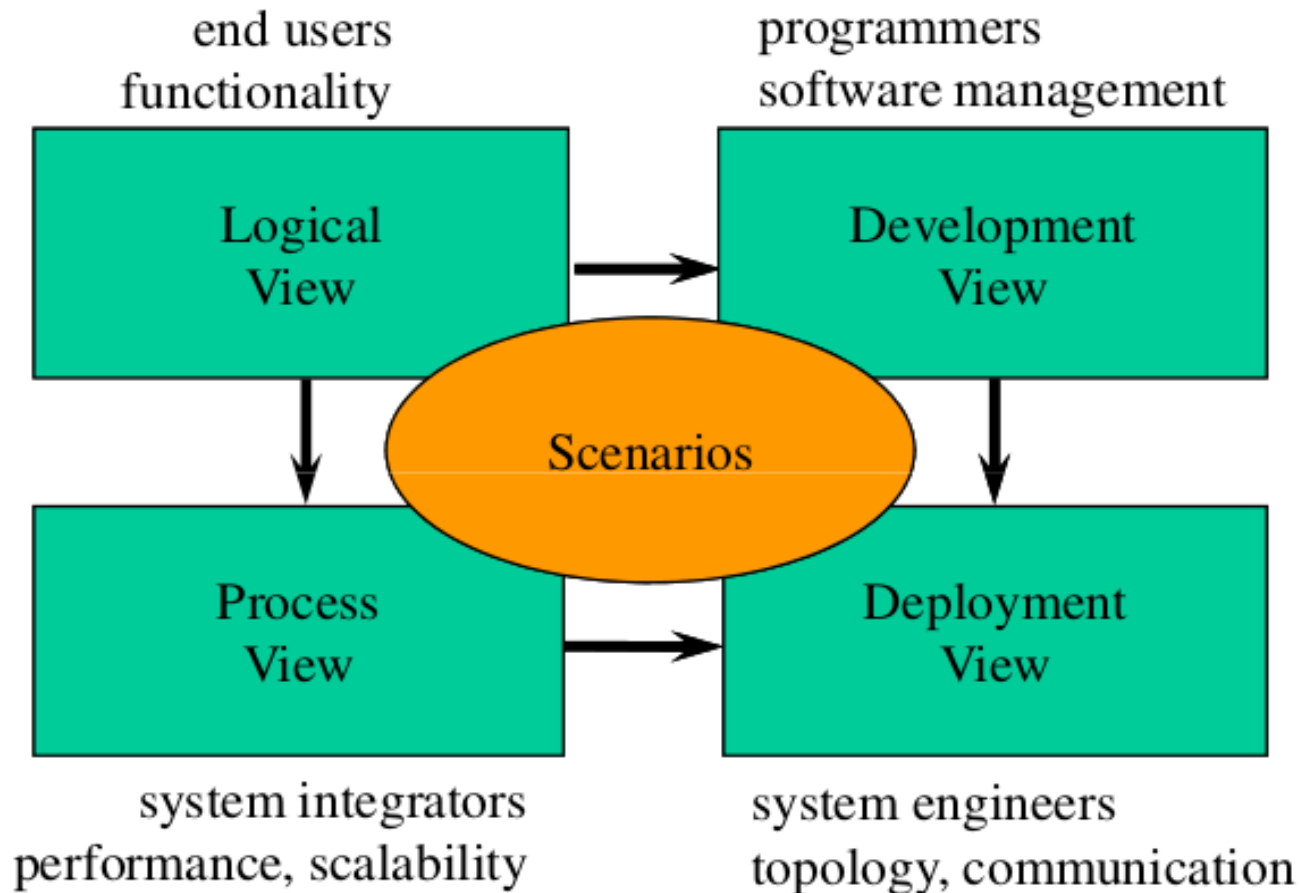 end users
functionality
programmers
software management
Logical
View
Development
View
Scenarios
Process
View
Deployment
View
system integrators
performance, scalability
system engineers
topology, communication